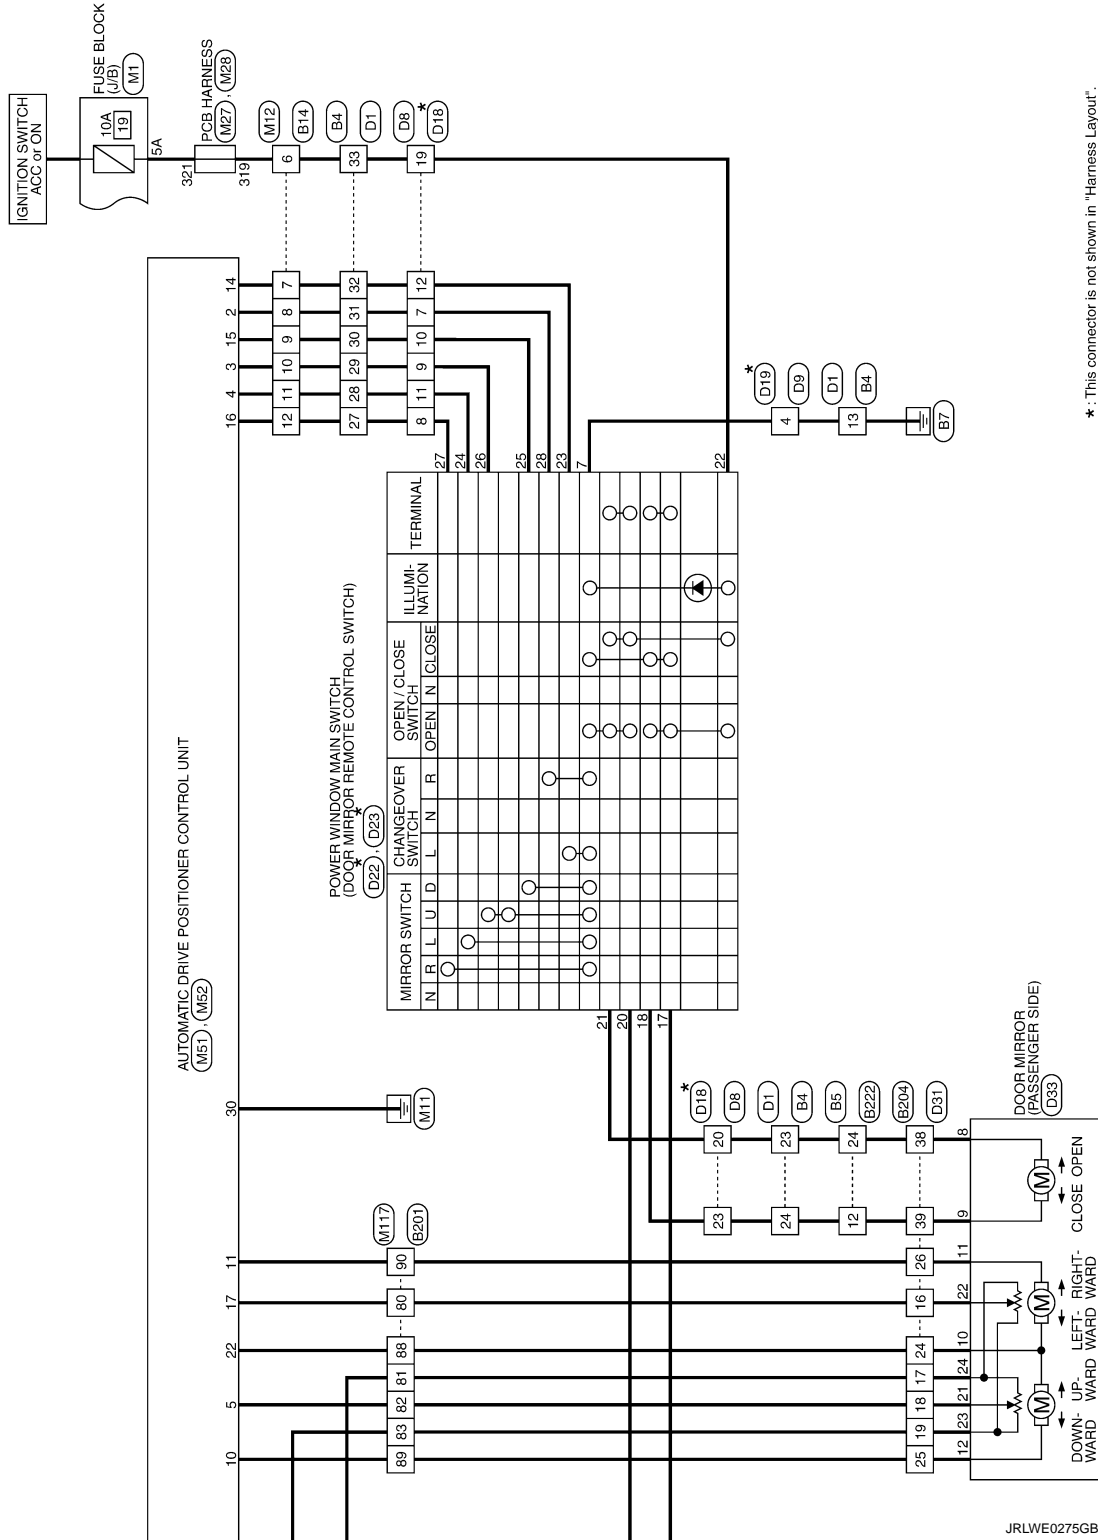 IGNITION SWITCH
ACC or ON
FUSE BLOCK
(J/B)
M1
10A
19
5A
PCB HARNESS
M27 , M28
321
319
6
M12
B14
33
B4
D1
19
D8
* D18
AUTOMATIC DRIVE POSITIONER CONTROL UNIT
M51 , M52
10 5 22 17 11 30 16 4 3 15 2 14
12 11 10 9 8 7
27 28 29 30 31 32
8 11 9 10 7 12
M11
POWER WINDOW MAIN SWITCH
(DOOR MIRROR REMOTE CONTROL SWITCH)
* D22 , * D23
MIRROR SWITCH
N R L U D
CHANGEOVER
SWITCH
L N R
OPEN / CLOSE
SWITCH
OPEN N CLOSE
ILLUMI-
NATION
TERMINAL
27
24
26
25
28
23
7
22
21
20
18
17
* D19
D9
D1
B4
4
13
B7
M117
B201
89 83 82 81 88 80 90
23 20
* D18
D8
24 23
D1
B4
12 24
B5
B222
25 19 18 17 24 16 26 39 38
B204
D31
12 23 21 24 10 22 11 9 8
DOOR MIRROR
(PASSENGER SIDE)
D33
M M M
DOWN-
WARD
UP-
WARD
LEFT-
WARD
RIGHT-
WARD
CLOSE OPEN
* : This connector is not shown in "Harness Layout".
JRLWE0275GB